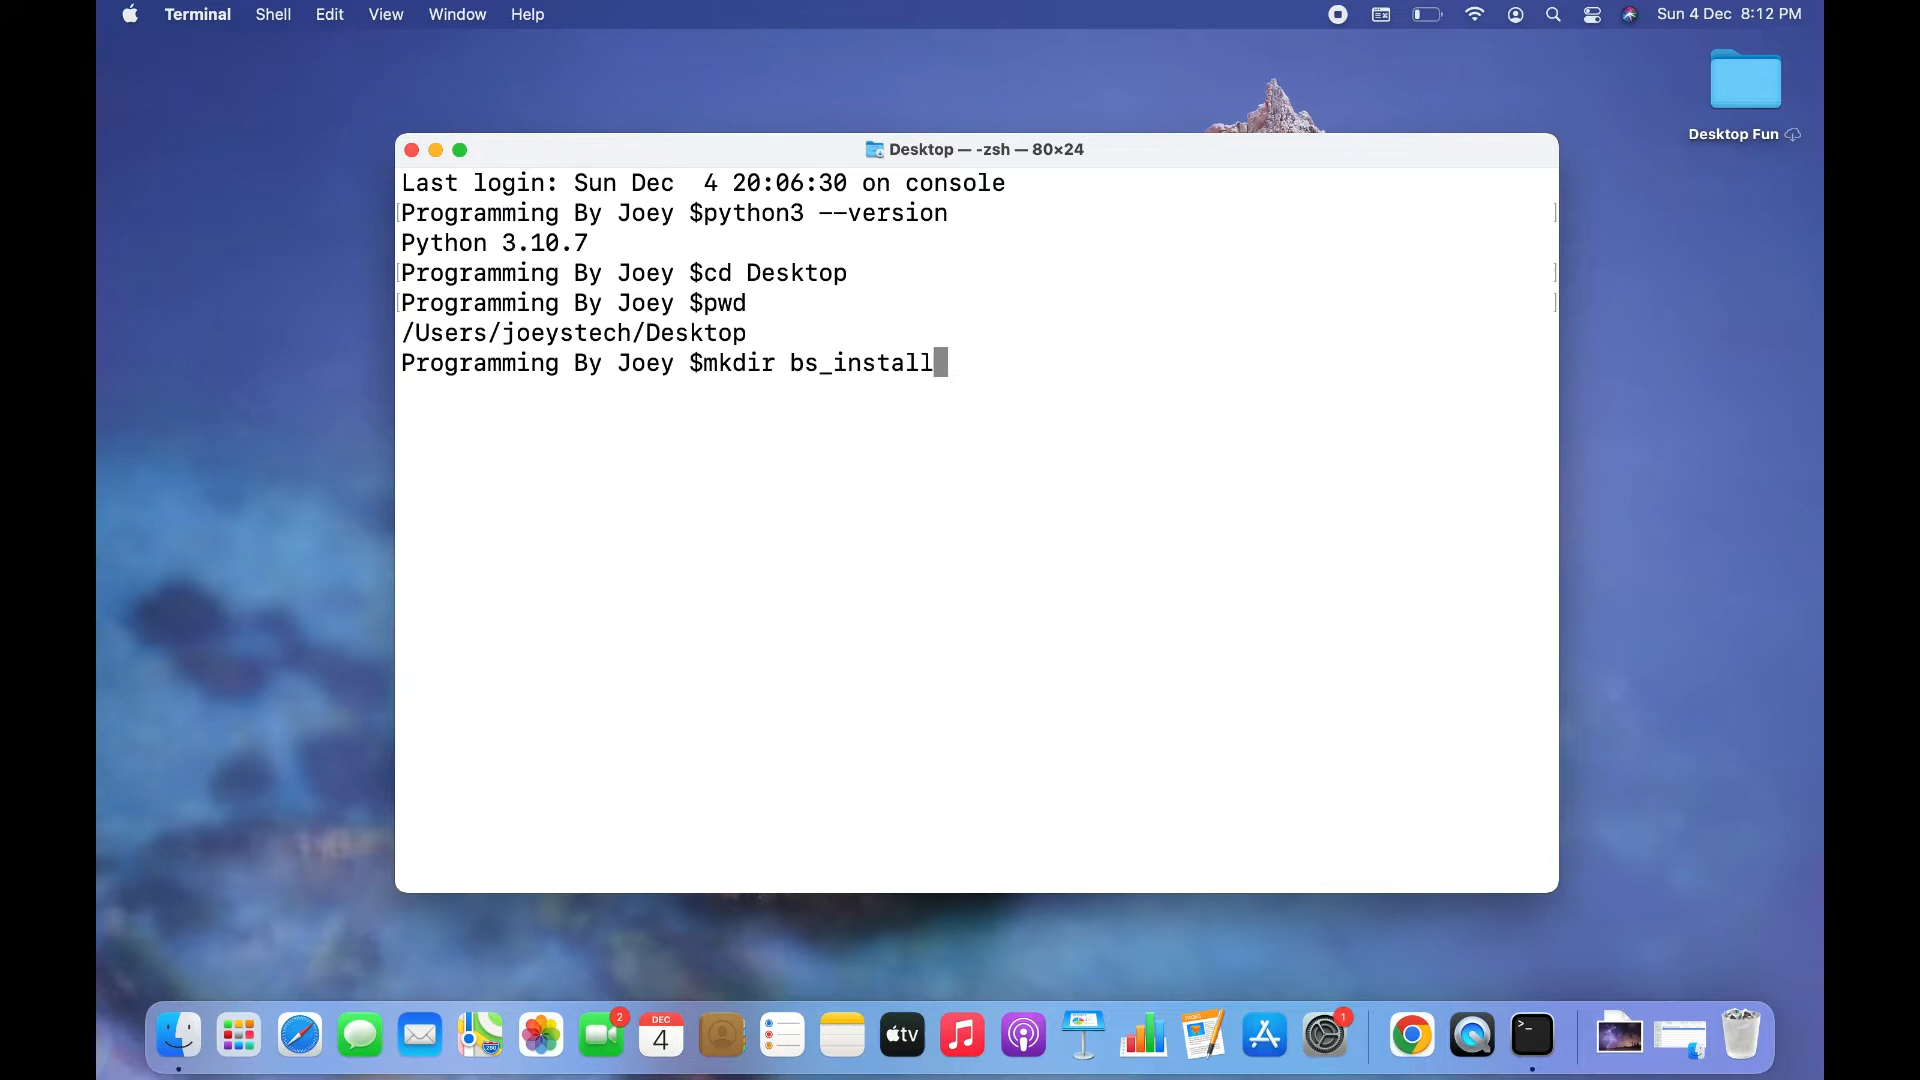 Terminal Shell Edit View Window Help Sun 4 Dec 8:12 PM
Desktop Fun
Desktop — -zsh — 80×24
Last login: Sun Dec  4 20:06:30 on console
Programming By Joey $python3 --version
Python 3.10.7
Programming By Joey $cd Desktop
Programming By Joey $pwd
/Users/joeystech/Desktop
Programming By Joey $mkdir bs_install
2
DEC
4
tv
1